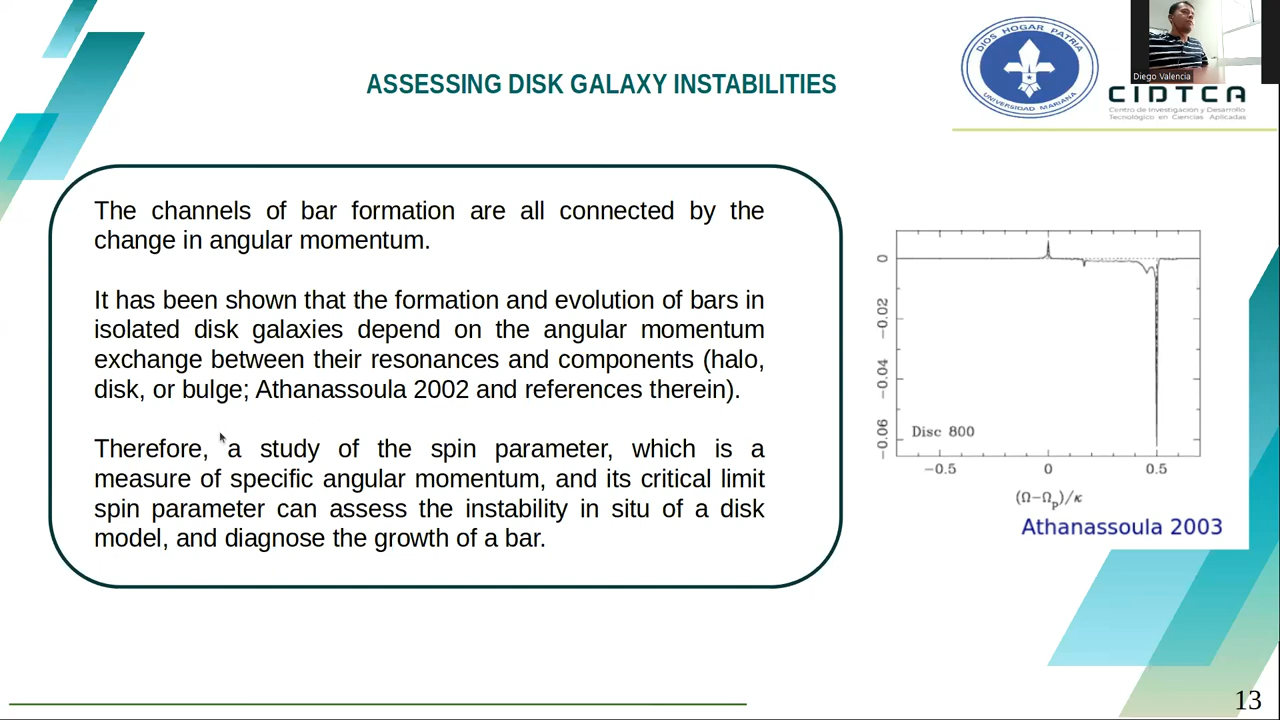 ASSESSING DISK GALAXY INSTABILITIES
DIOS HOGAR PATRIA
UNIVERSIDAD MARIANA
Diego Valencia
CIDTCA
Centro de Investigación y Desarrollo
Tecnológico en Ciencias Aplicadas
The channels of bar formation are all connected by the
change in angular momentum.
It has been shown that the formation and evolution of bars in
isolated disk galaxies depend on the angular momentum
exchange between their resonances and components (halo,
disk, or bulge; Athanassoula 2002 and references therein).
Therefore, a study of the spin parameter, which is a
measure of specific angular momentum, and its critical limit
spin parameter can assess the instability in situ of a disk
model, and diagnose the growth of a bar.
0
−0.02
−0.04
−0.06
Disc 800
−0.5 0 0.5
(Ω−Ωp)/κ
Athanassoula 2003
13